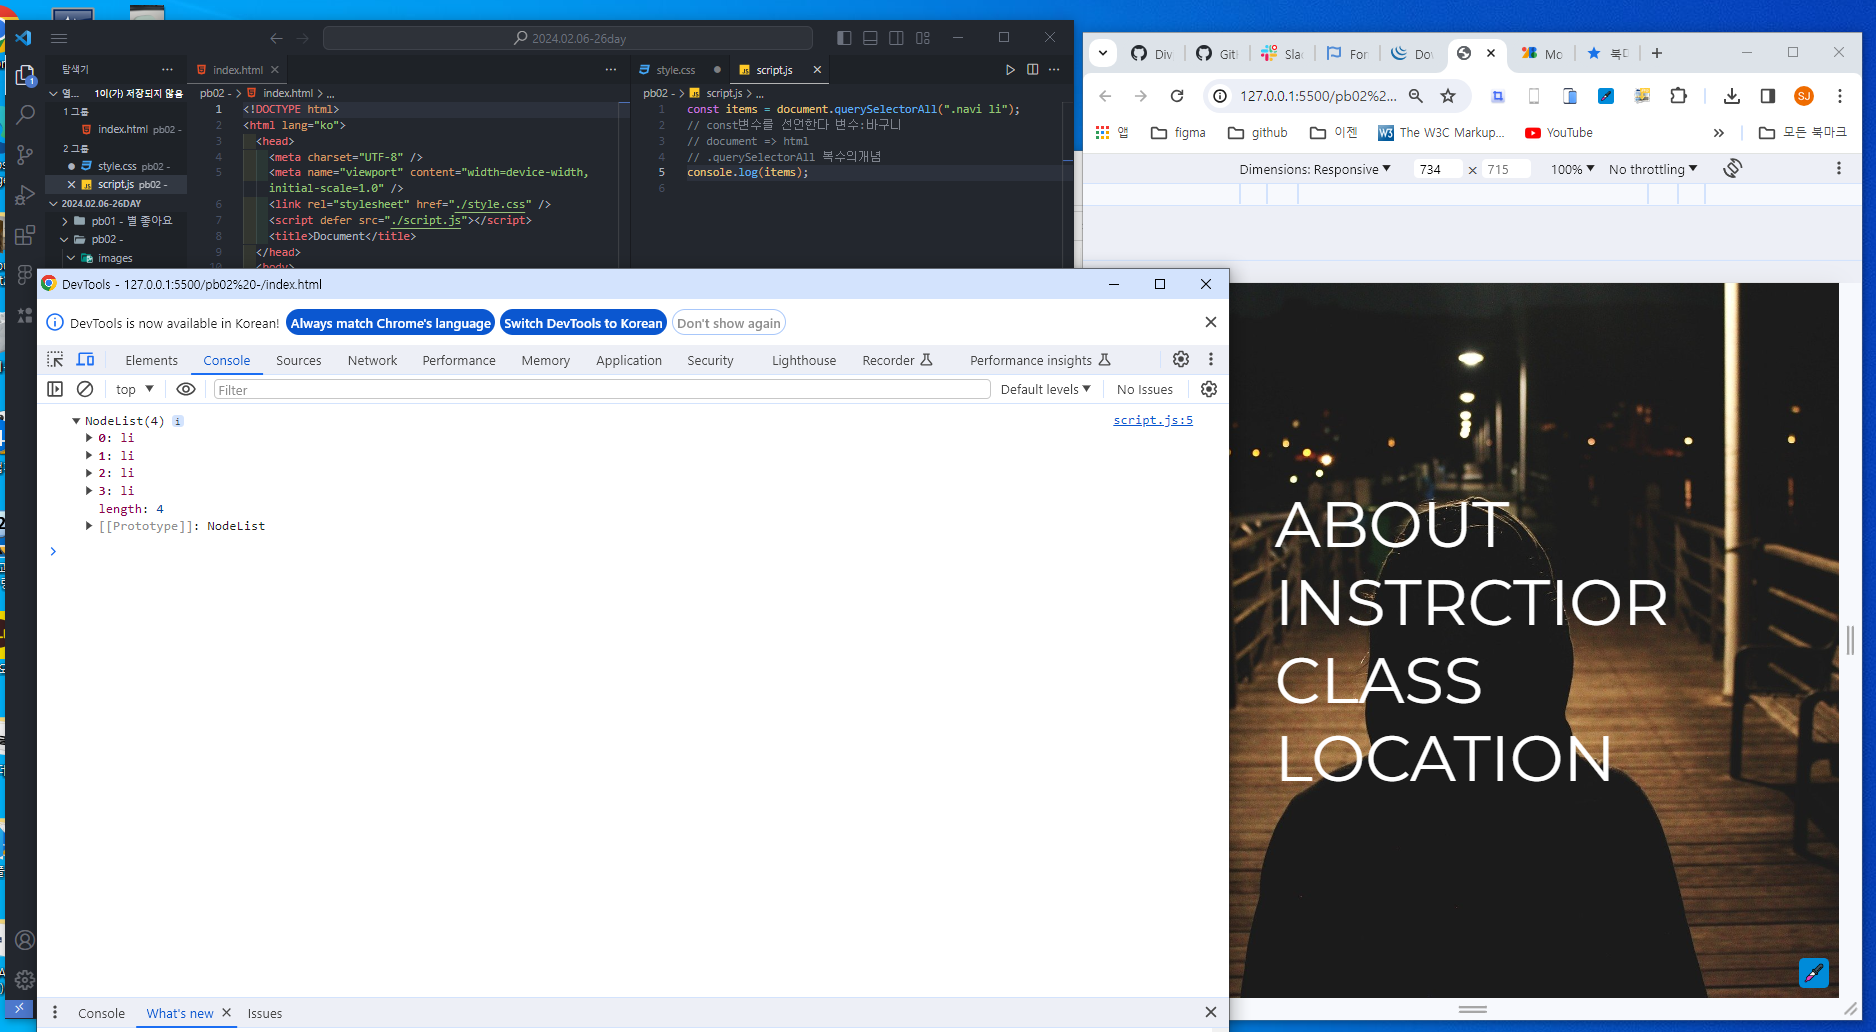 2024.02.06-26day
탐색기
index.html
style.css
script.js
열...
1이(가) 저장되지 않음
1 그룹
index.html pb02 -
2 그룹
style.css pb02 -
script.js pb02 -
2024.02.06-26DAY
pb01 - 별 좋아요
pb02 -
images
pb02 - > index.html > ...
1 <!DOCTYPE html>
2 <html lang="ko">
3 <head>
4 <meta charset="UTF-8" />
5 <meta name="viewport" content="width=device-width,
initial-scale=1.0" />
6 <link rel="stylesheet" href="./style.css" />
7 <script defer src="./script.js"></script>
8 <title>Document</title>
9 </head>
10 <body>
pb02 - > script.js > ...
1 const items = document.querySelectorAll(".navi li");
2 // const변수를 선언한다 변수:바구니
3 // document => html
4 // .querySelectorAll 복수의개념
5 console.log(items);
6
DevTools - 127.0.0.1:5500/pb02%20-/index.html
DevTools is now available in Korean!
Always match Chrome's language
Switch DevTools to Korean
Don't show again
Elements
Console
Sources
Network
Performance
Memory
Application
Security
Lighthouse
Recorder
Performance insights
top
Filter
Default levels
No Issues
NodeList(4) i
script.js:5
0: li
1: li
2: li
3: li
length: 4
[[Prototype]]: NodeList
Console
What's new
Issues
Div
Git
Slac
For
Dov
Mo
127.0.0.1:5500/pb02%2...
SJ
앱
figma
github
이젠
W3
The W3C Markup...
YouTube
모든 북마크
Dimensions: Responsive
734 × 715
100%
No throttling
ABOUT
INSTRCTIOR
CLASS
LOCATION